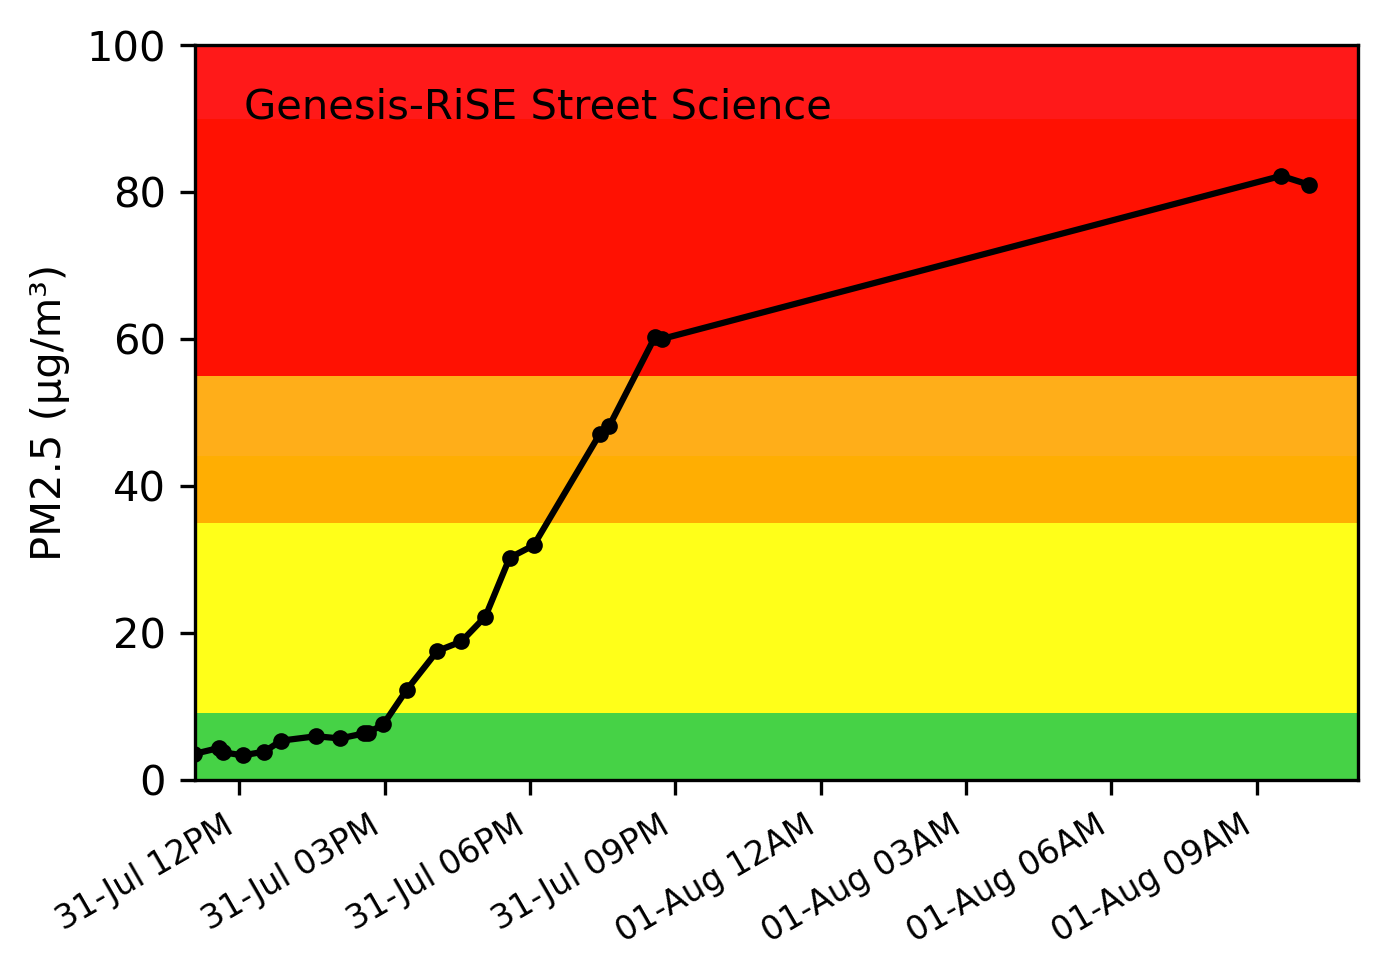 Genesis-RiSE Street Science
PM2.5 (µg/m³)
100
80
60
40
20
0
31-Jul 12PM
31-Jul 03PM
31-Jul 06PM
31-Jul 09PM
01-Aug 12AM
01-Aug 03AM
01-Aug 06AM
01-Aug 09AM